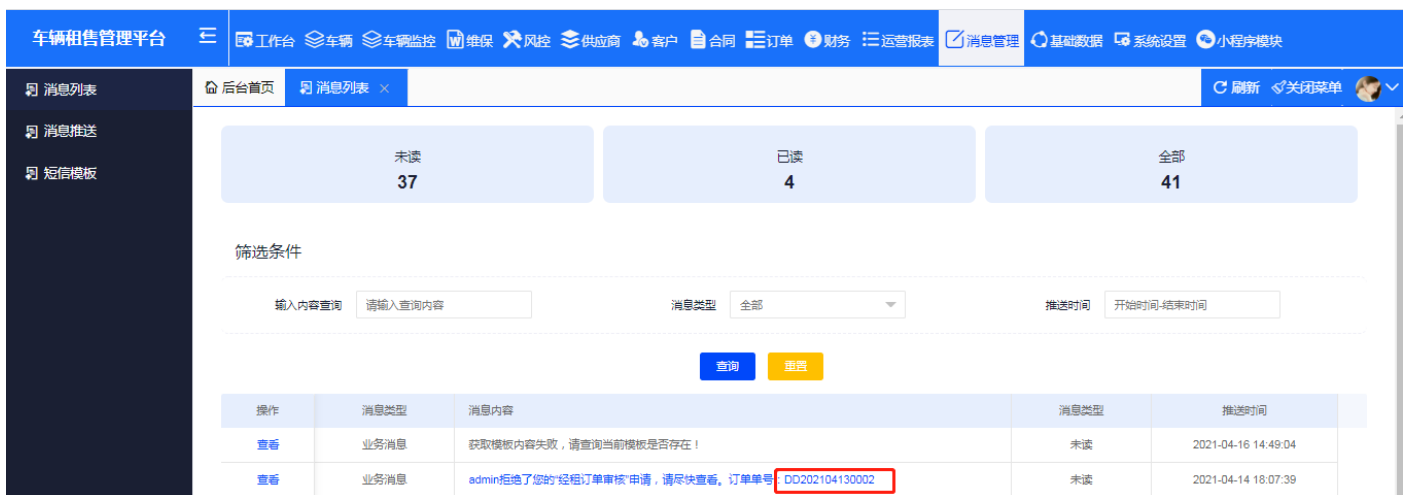 车辆租售管理平台 工作台 车辆 车辆监控 维保 风控 供应商 客户 合同 订单 财务 运营报表 消息管理 基础数据 系统设置 小程序模块
消息列表 后台首页 消息列表 × 刷新 关闭菜单
消息推送
短信模板
未读 已读 全部
37 4 41
筛选条件
输入内容查询 请输入查询内容 消息类型 全部 推送时间 开始时间-结束时间
查询 重置
操作 消息类型 消息内容 消息类型 推送时间
查看 业务消息 获取模板内容失败，请查询当前模板是否存在！ 未读 2021-04-16 14:49:04
查看 业务消息 admin拒绝了您的“经租订单审核”申请，请尽快查看。订单单号：DD202104130002 未读 2021-04-14 18:07:39